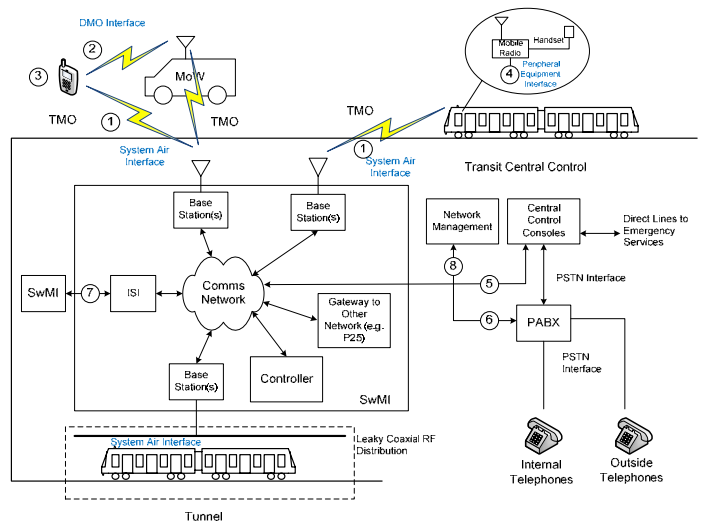 DMO Interface
2
MoW
3
TMO
1
TMO
TMO
Mobile
Radio
Handset
4
Peripheral
Equipment
Interface
System Air
Interface
1
System Air
Interface
Transit Central Control
Base
Station(s)
Base
Station(s)
Network
Management
Central
Control
Consoles
Direct Lines to
Emergency
Services
8
SwMI
7
ISI
Comms
Network
5
PSTN Interface
Gateway to
Other
Network (e.g.
P25)
6
PABX
Base
Station(s)
Controller
SwMI
PSTN
Interface
System Air Interface
Leaky Coaxial RF
Distribution
Internal
Telephones
Outside
Telephones
Tunnel